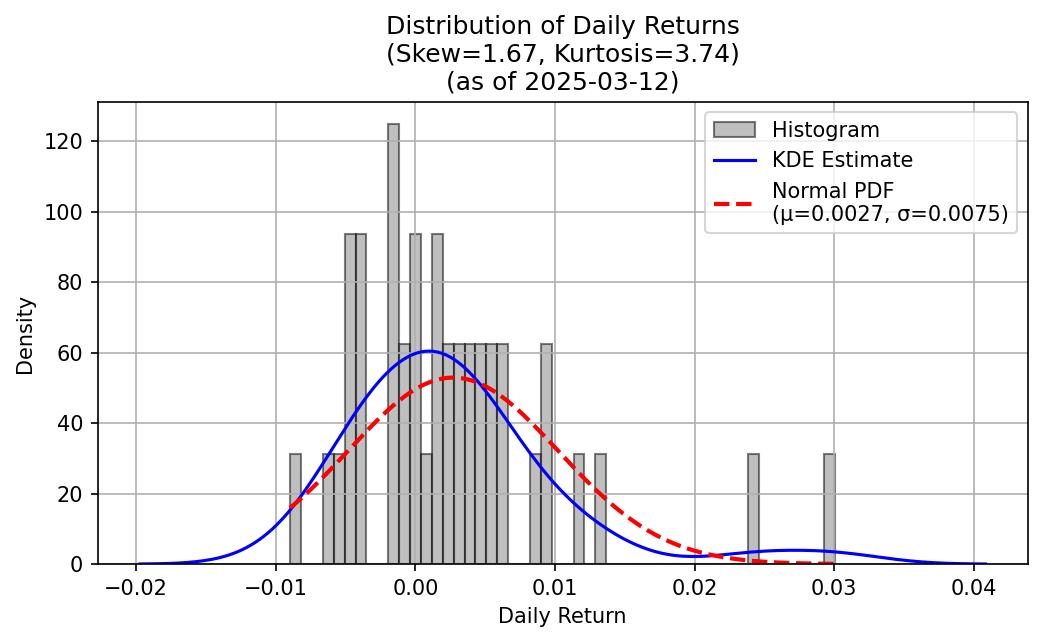 Distribution of Daily Returns
(Skew=1.67, Kurtosis=3.74)
(as of 2025-03-12)
Histogram
KDE Estimate
Normal PDF
(μ=0.0027, σ=0.0075)
Density
120
100
80
60
40
20
0
−0.02 −0.01 0.00 0.01 0.02 0.03 0.04
Daily Return